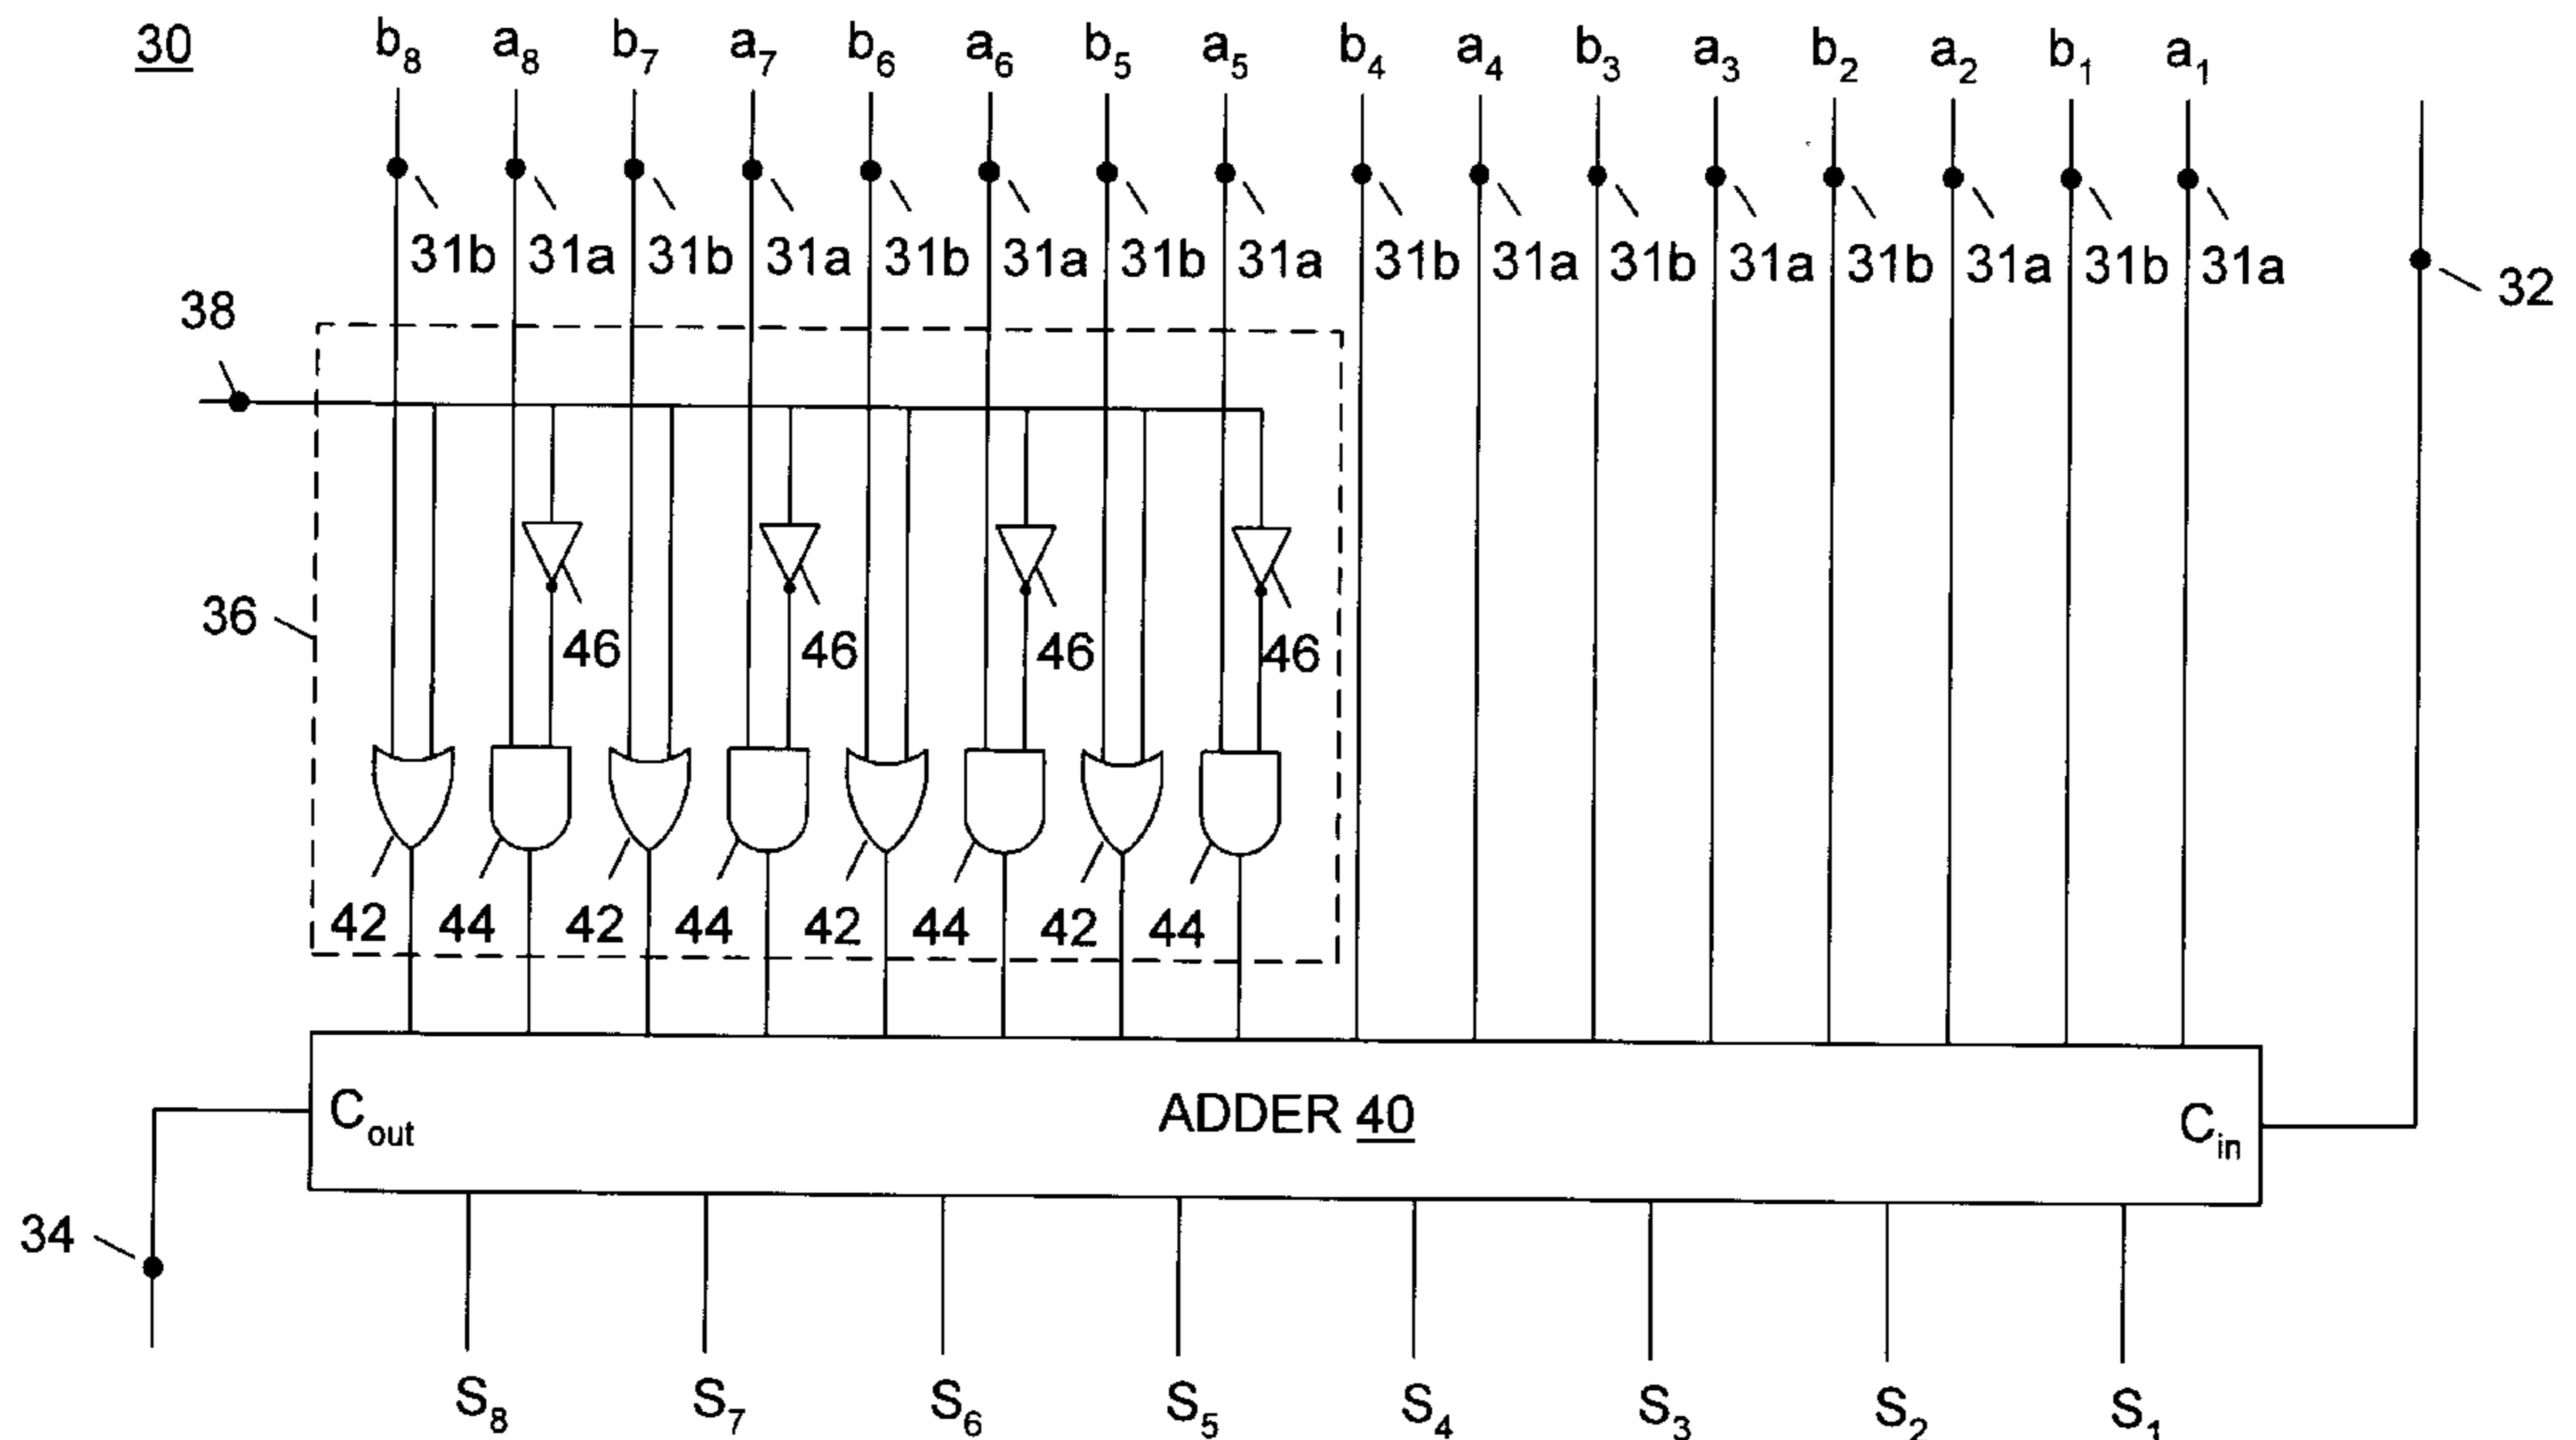 30 b8 a8 b7 a7 b6 a6 b5 a5 b4 a4 b3 a3 b2 a2 b1 a1
31b 31a 31b 31a 31b 31a 31b 31a 31b 31a 31b 31a 31b 31a 31b 31a 32
38
36
46 46 46 46
42 44 42 44 42 44 42 44
Cout ADDER 40 Cin
34
S8 S7 S6 S5 S4 S3 S2 S1